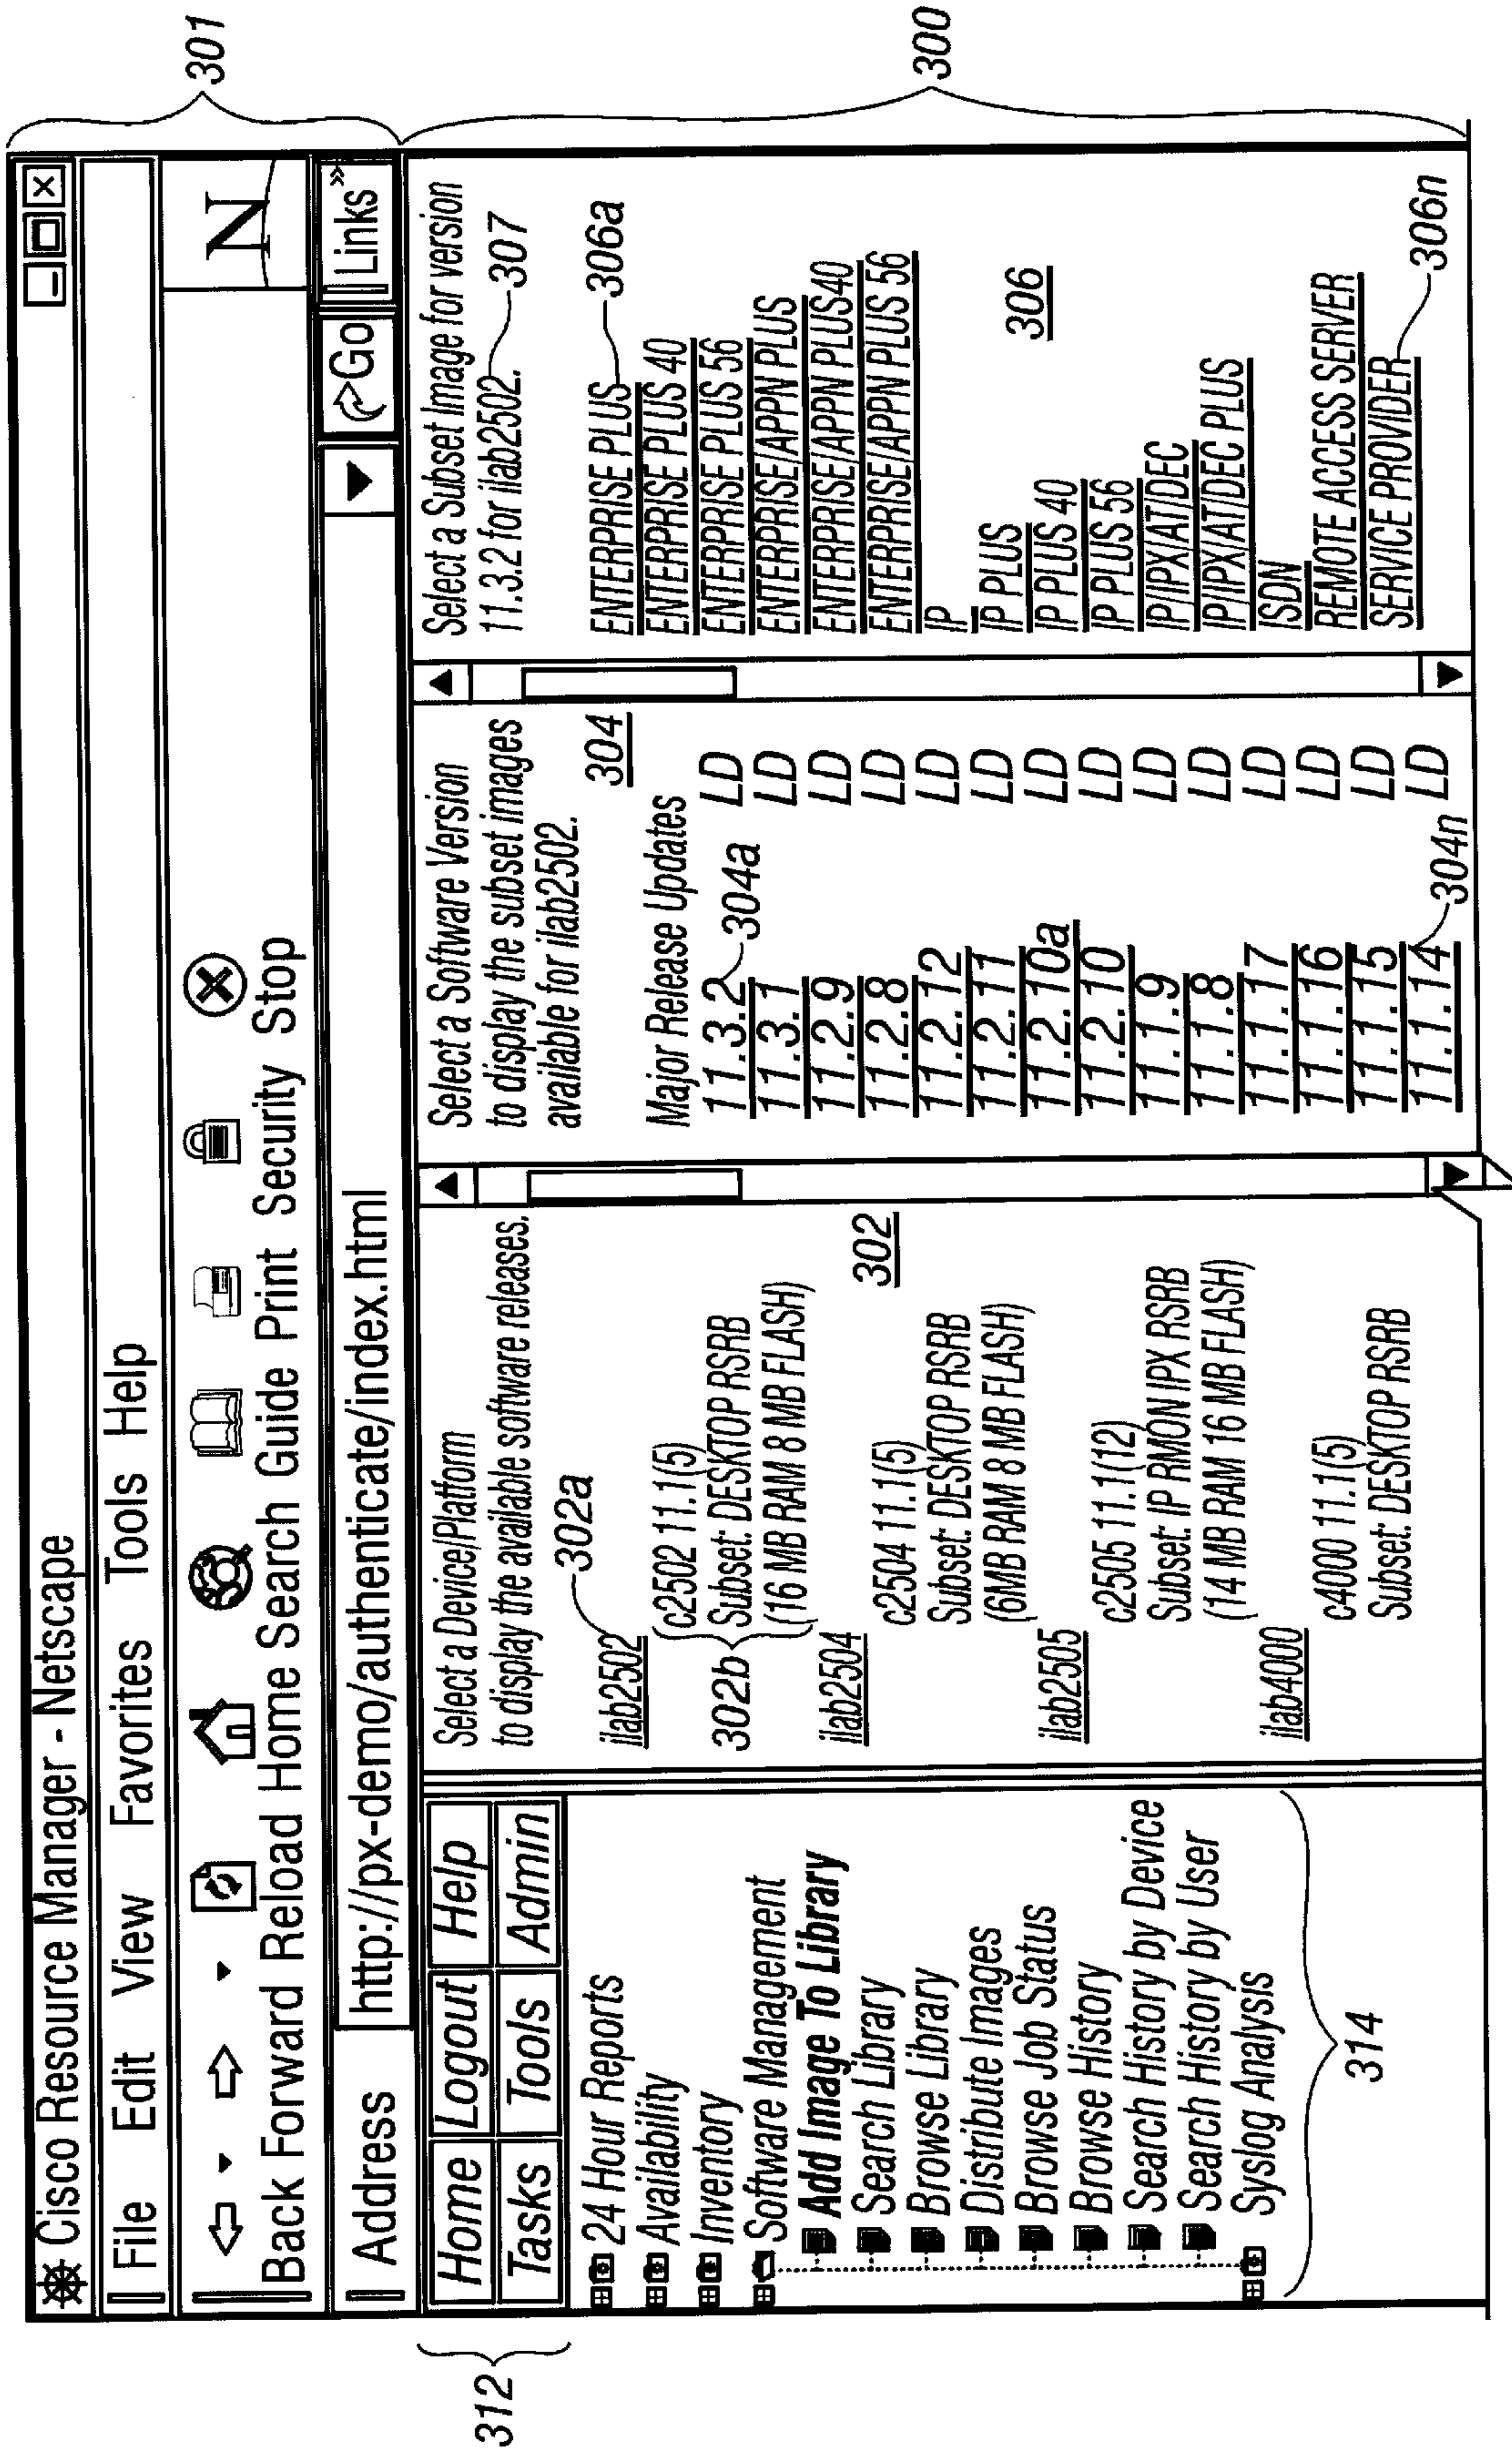 Cisco Resource Manager - Netscape
File Edit View Favorites Tools Help
N
Back Forward Reload Home Search Guide Print Security Stop
Address http://px-demo/authenticate/index.html Go Links »
301
300
312
Home Logout Help
Tasks Tools Admin
24 Hour Reports
Availability
Inventory
Software Management
Add Image To Library
Search Library
Browse Library
Distribute Images
Browse Job Status
Browse History
Search History by Device
Search History by User
Syslog Analysis
314
Select a Device/Platform
to display the available software releases.
302a
ilab2502
c2502 11.1(5)
Subset: DESKTOP RSRB
(16 MB RAM 8 MB FLASH)
302b
302
ilab2504
c2504 11.1(5)
Subset: DESKTOP RSRB
(6MB RAM 8 MB FLASH)
ilab2505
c2505 11.1(12)
Subset: IP RMON IPX RSRB
(14 MB RAM 16 MB FLASH)
ilab4000
c4000 11.1(5)
Subset: DESKTOP RSRB
Select a Software Version
to display the subset images
available for ilab2502.
304
Major Release Updates
11.3.2 LD
304a
11.3.1 LD
11.2.9 LD
11.2.8 LD
11.2.12 LD
11.2.11 LD
11.2.10a LD
11.2.10 LD
11.1.9 LD
11.1.8 LD
11.1.17 LD
11.1.16 LD
11.1.15 LD
11.1.14 LD
304n
Select a Subset Image for version
11.3.2 for ilab2502.
307
306a
ENTERPRISE PLUS
ENTERPRISE PLUS 40
ENTERPRISE PLUS 56
ENTERPRISE/APPN PLUS
ENTERPRISE/APPN PLUS40
ENTERPRISE/APPN PLUS 56
IP
IP PLUS
306
IP PLUS 40
IP PLUS 56
IP/IPX/AT/DEC
IP/IPX/AT/DEC PLUS
ISDN
REMOTE ACCESS SERVER
SERVICE PROVIDER
306n